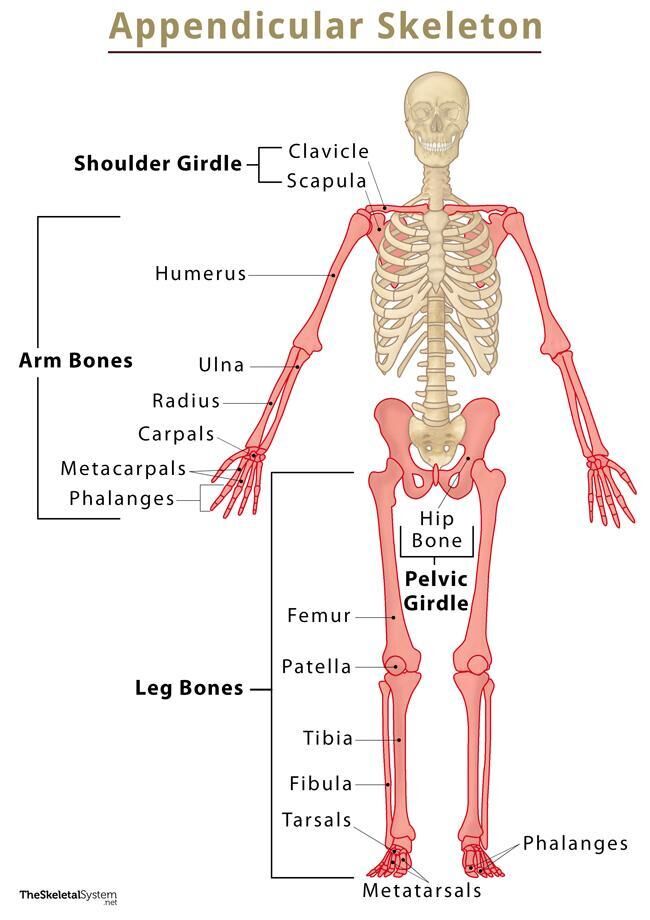 Appendicular Skeleton
Shoulder Girdle
Clavicle
Scapula
Humerus
Arm Bones
Ulna
Radius
Carpals
Metacarpals
Phalanges
Hip
Bone
Pelvic
Girdle
Femur
Patella
Leg Bones
Tibia
Fibula
Tarsals
Phalanges
Metatarsals
TheSkeletalSystem
.net